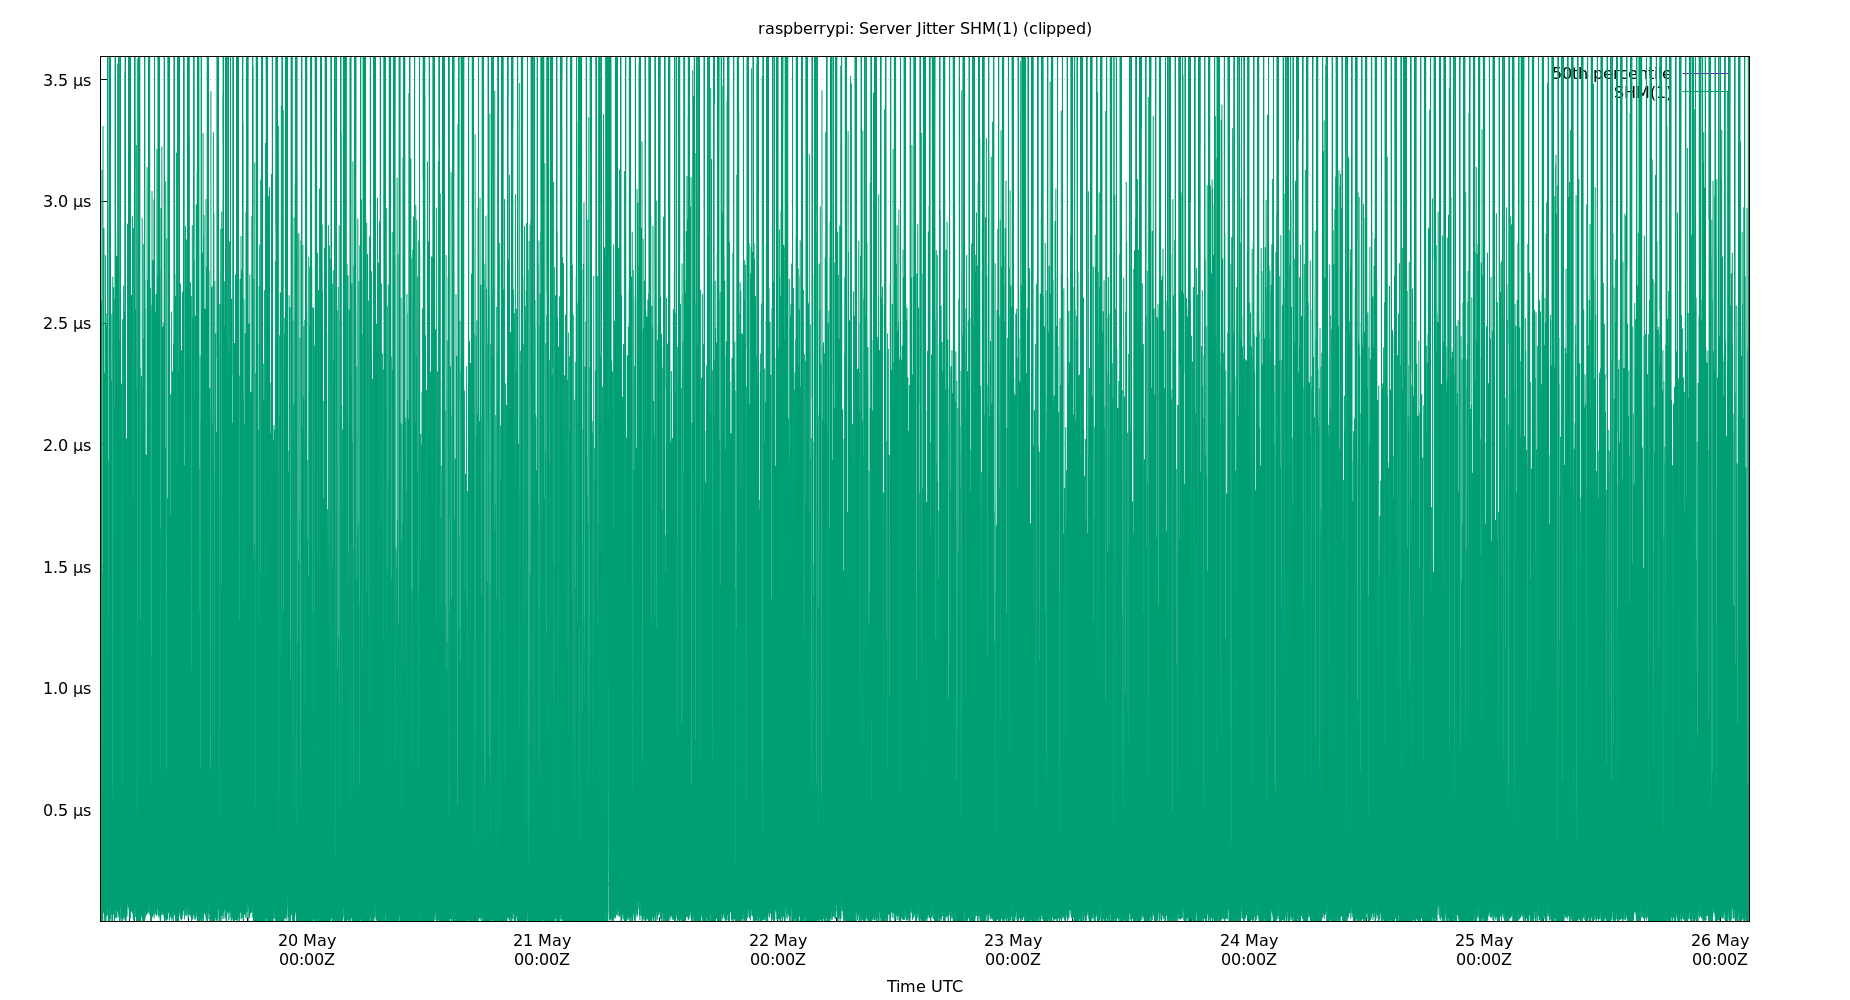 raspberrypi: Server Jitter SHM(1) (clipped)
50th percentile
SHM(1)
3.5 µs
3.0 µs
2.5 µs
2.0 µs
1.5 µs
1.0 µs
0.5 µs
20 May 21 May 22 May 23 May 24 May 25 May 26 May
00:00Z 00:00Z 00:00Z 00:00Z 00:00Z 00:00Z 00:00Z
Time UTC